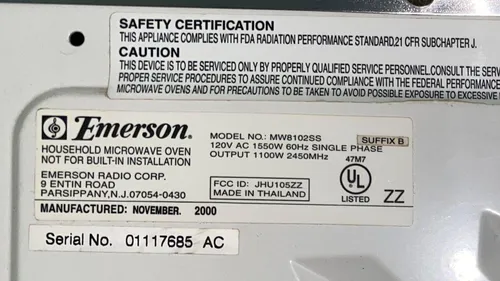 SAFETY CERTIFICATION
THIS APPLIANCE COMPLIES WITH FDA RADIATION PERFORMANCE STANDARD,21 CFR SUBCHAPTER J.
CAUTION
THIS DEVICE IS TO BE SERVICED ONLY BY PROPERLY QUALIFIED SERVICE PERSONNEL.CONSULT THE SERV
PROPER SERVICE PROCEDURES TO ASSURE CONTINUED COMPLIANCE WITH THE FEDERAL PERFORMANCE
MICROWAVE OVENS AND FOR PRECAUTIONS TO BE TAKEN TO AVOID POSSIBLE EXPOSURE TO EXCESSIVE
Emerson.
HOUSEHOLD MICROWAVE OVEN
NOT FOR BUILT-IN INSTALLATION
EMERSON RADIO CORP.
9 ENTIN ROAD
PARSIPPANY,N.J.07054-0430
MODEL NO.: MW8102SS SUFFIX B
120V AC 1550W 60Hz SINGLE PHASE
OUTPUT 1100W 2450MHz
47M7
FCC ID: JHU105ZZ
MADE IN THAILAND
UL
LISTED
ZZ
MANUFACTURED: NOVEMBER. 2000
Serial No. 01117685 AC